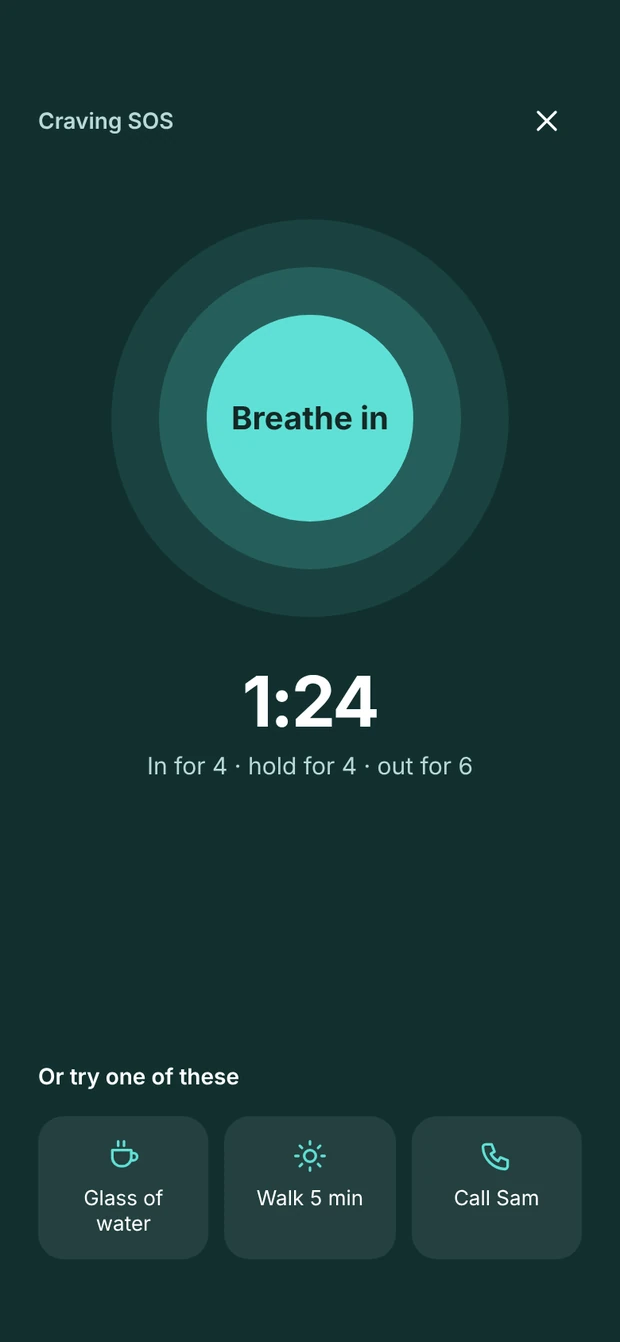 Craving SOS
Breathe in
1:24
In for 4 · hold for 4 · out for 6
Or try one of these
Glass of
water
Walk 5 min
Call Sam